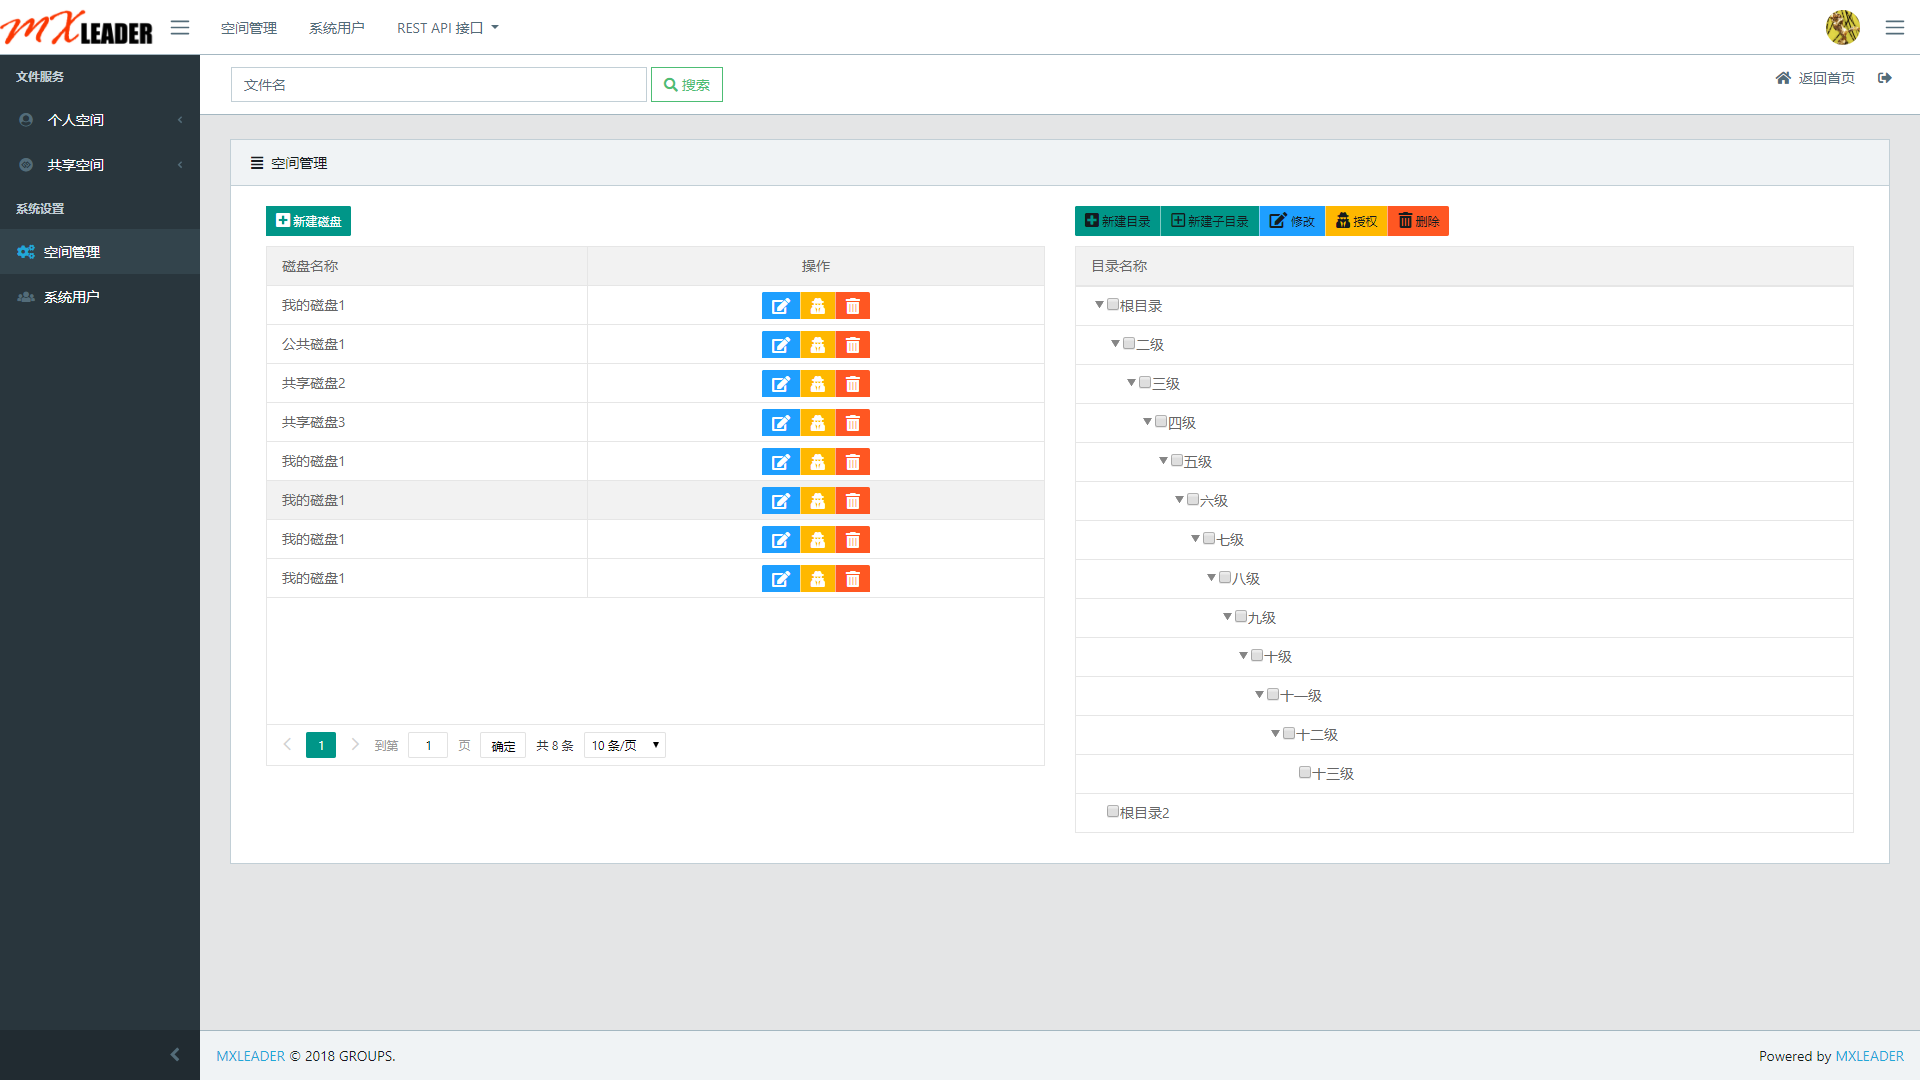 MXLEADER
空间管理 系统用户 REST API 接口
文件服务
个人空间
共享空间
系统设置
空间管理
系统用户
文件名 搜索 返回首页
空间管理
新建磁盘
磁盘名称 操作
我的磁盘1
公共磁盘1
共享磁盘2
共享磁盘3
我的磁盘1
我的磁盘1
我的磁盘1
我的磁盘1
1 到第 1 页 确定 共 8 条 10 条/页
新建目录 新建子目录 修改 授权 删除
目录名称
根目录
二级
三级
四级
五级
六级
七级
八级
九级
十级
十一级
十二级
十三级
根目录2
MXLEADER © 2018 GROUPS. Powered by MXLEADER